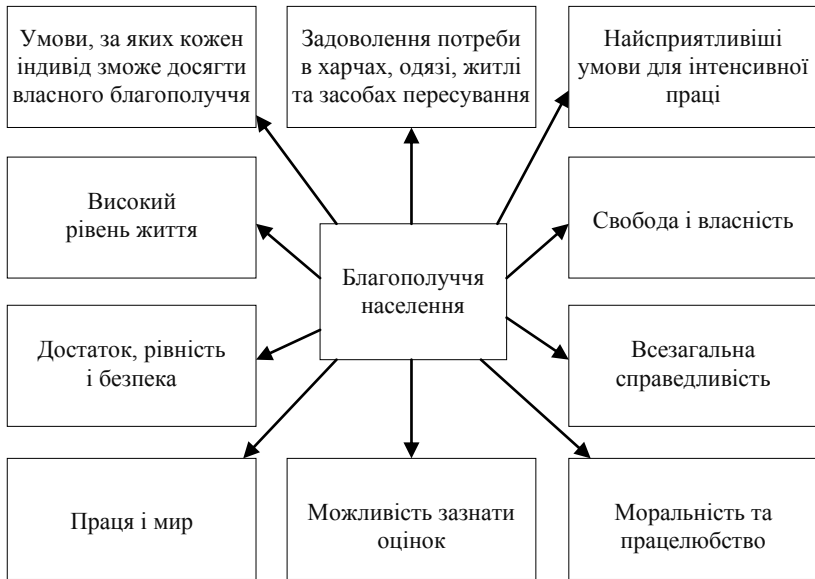 Умови, за яких кожен
індивід зможе досягти
власного благополуччя
Задоволення потреби
в харчах, одязі, житлі
та засобах пересування
Найсприятливіші
умови для інтенсивної
праці
Високий
рівень життя
Благополуччя
населення
Свобода і власність
Достаток, рівність
і безпека
Всезагальна
справедливість
Праця і мир
Можливість зазнати
оцінок
Моральність та
працелюбство